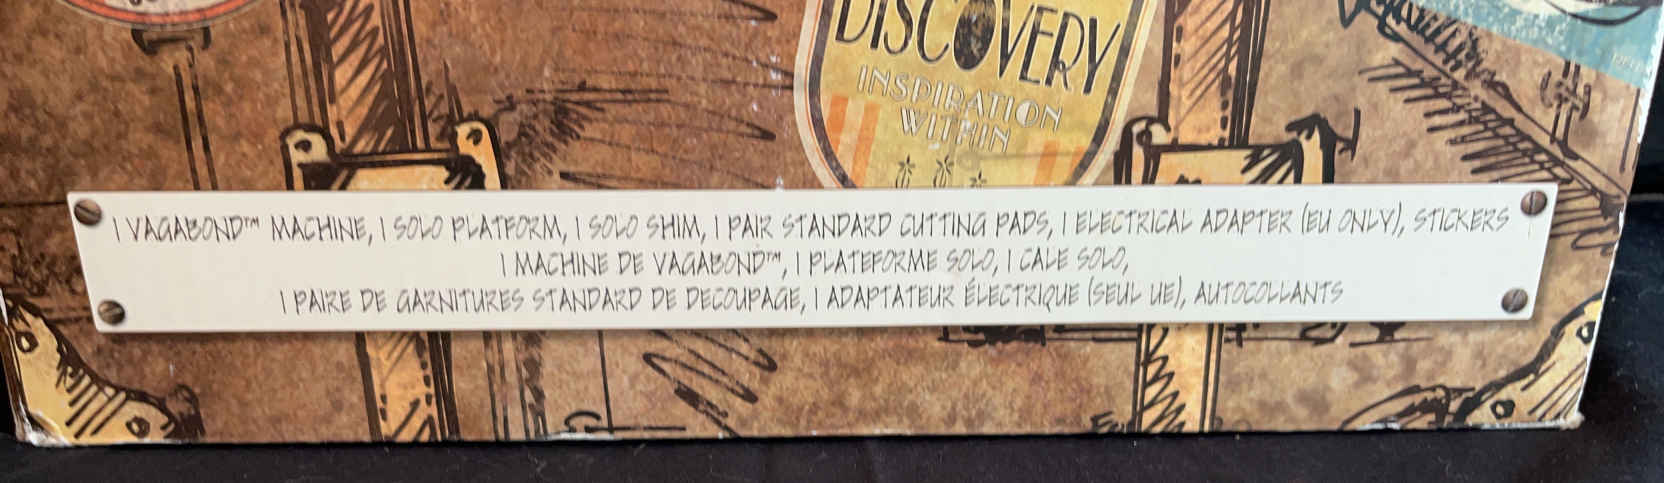 DISCOVERY
INSPIRATION
WITHIN
1 VAGABOND™ MACHINE, 1 SOLO PLATFORM, 1 SOLO SHIM, 1 PAIR STANDARD CUTTING PADS, 1 ELECTRICAL ADAPTER (EU ONLY), STICKERS
1 MACHINE DE VAGABOND™, 1 PLATEFORME SOLO, 1 CALE SOLO,
1 PAIRE DE GARNITURES STANDARD DE DECOUPAGE, 1 ADAPTATEUR ÉLECTRIQUE (SEUL UE), AUTOCOLLANTS